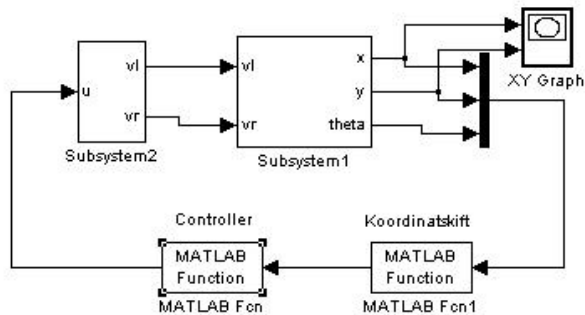 u
vl
vr
Subsystem2
vl
vr
x
y
theta
Subsystem1
XY Graph
Controller
MATLAB
Function
MATLAB Fcn
Koordinatskift
MATLAB
Function
MATLAB Fcn1